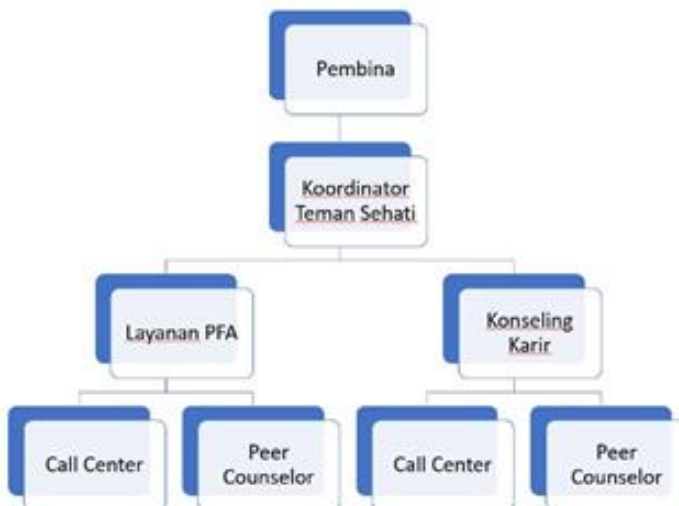 Pembina
Koordinator
Teman Sehati
Layanan PFA
Konseling
Karir
Call Center
Peer
Counselor
Call Center
Peer
Counselor